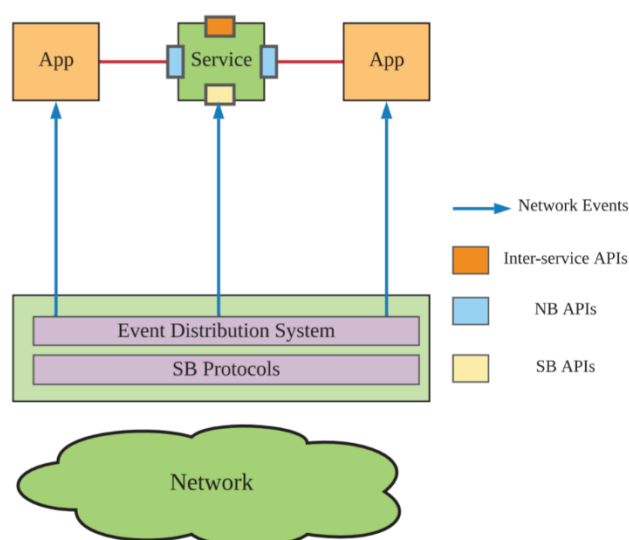 App
Service
App
Network Events
Inter-service APIs
NB APIs
SB APIs
Event Distribution System
SB Protocols
Network